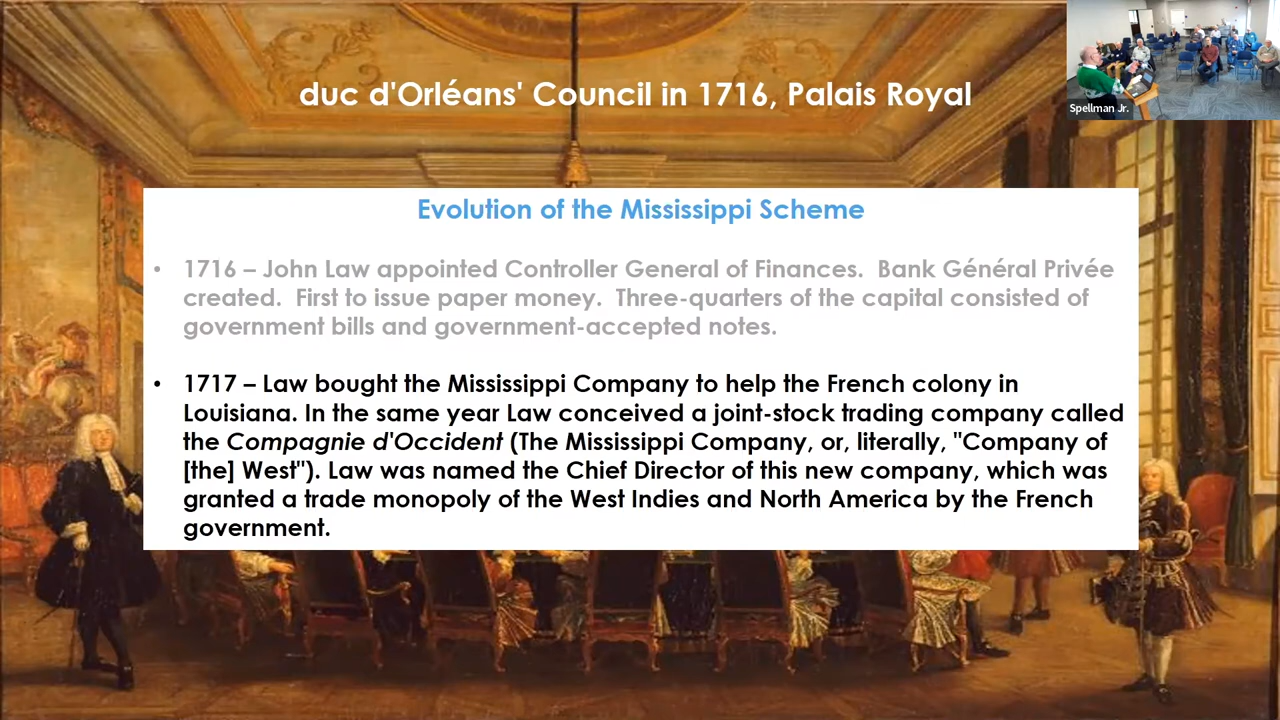 duc d'Orléans' Council in 1716, Palais Royal
Spellman Jr.
Evolution of the Mississippi Scheme
• 1716 – John Law appointed Controller General of Finances. Bank Général Privée
created. First to issue paper money. Three-quarters of the capital consisted of
government bills and government-accepted notes.
• 1717 – Law bought the Mississippi Company to help the French colony in
Louisiana. In the same year Law conceived a joint-stock trading company called
the Compagnie d'Occident (The Mississippi Company, or, literally, "Company of
[the] West"). Law was named the Chief Director of this new company, which was
granted a trade monopoly of the West Indies and North America by the French
government.